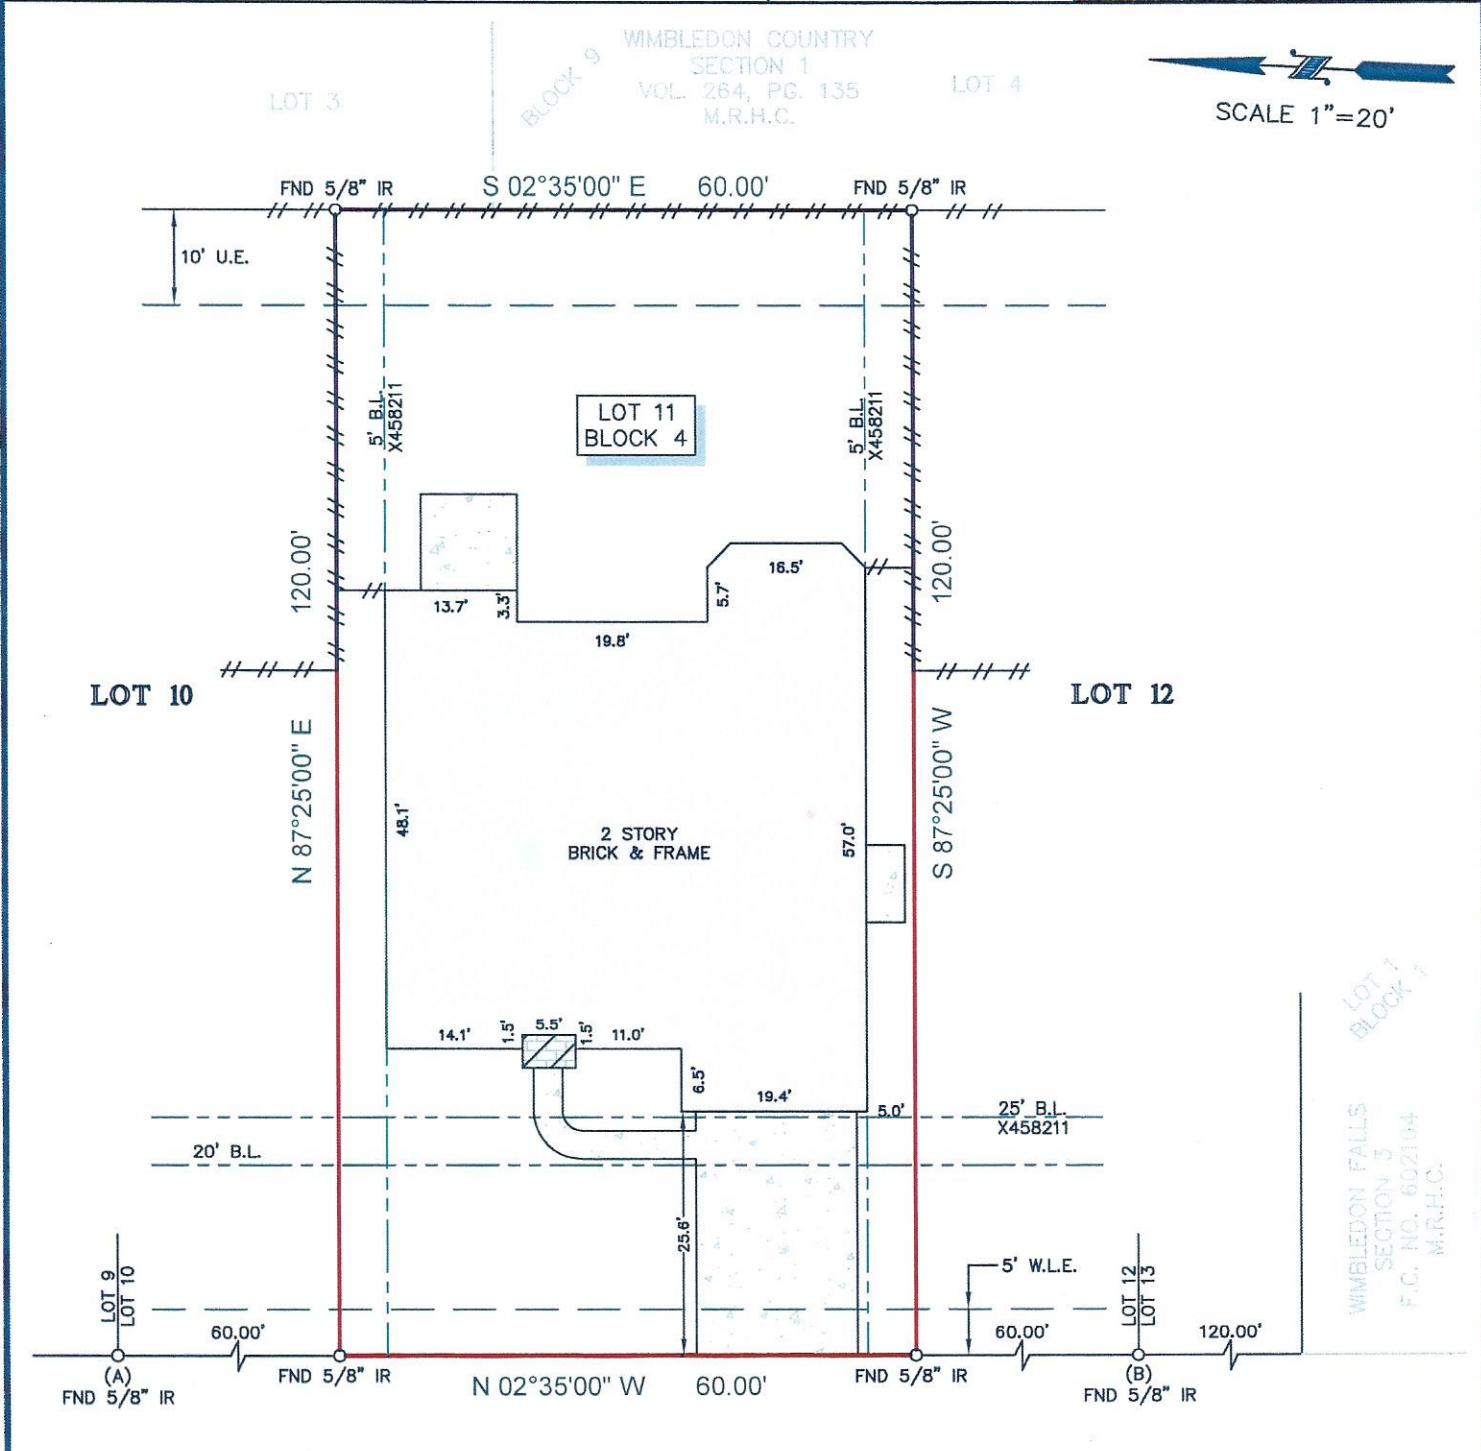 WIMBLEDON COUNTRY
SECTION 1
VOL. 264, PG. 135
M.R.H.C.
LOT 3
BLOCK 9
LOT 4
SCALE 1"=20'
FND 5/8" IR
S 02°35'00" E 60.00'
FND 5/8" IR
10' U.E.
5' B.L.
X458211
LOT 11
BLOCK 4
5' B.L.
X458211
120.00'
N 87°25'00" E
120.00'
S 87°25'00" W
13.7'
3.3'
19.8'
5.7'
16.5'
LOT 10
LOT 12
48.1'
2 STORY
BRICK & FRAME
57.0'
14.1'
1.5'
5.5'
1.5'
11.0'
6.5'
19.4'
5.0'
25' B.L.
X458211
20' B.L.
25.6'
5' W.L.E.
LOT 9
LOT 10
LOT 12
LOT 13
LOT 1
BLOCK 1
WIMBLEDON FALLS
SECTION 3
F.C. NO. 602104
M.R.H.C.
60.00'
60.00'
120.00'
(A)
FND 5/8" IR
FND 5/8" IR
N 02°35'00" W 60.00'
FND 5/8" IR
(B)
FND 5/8" IR